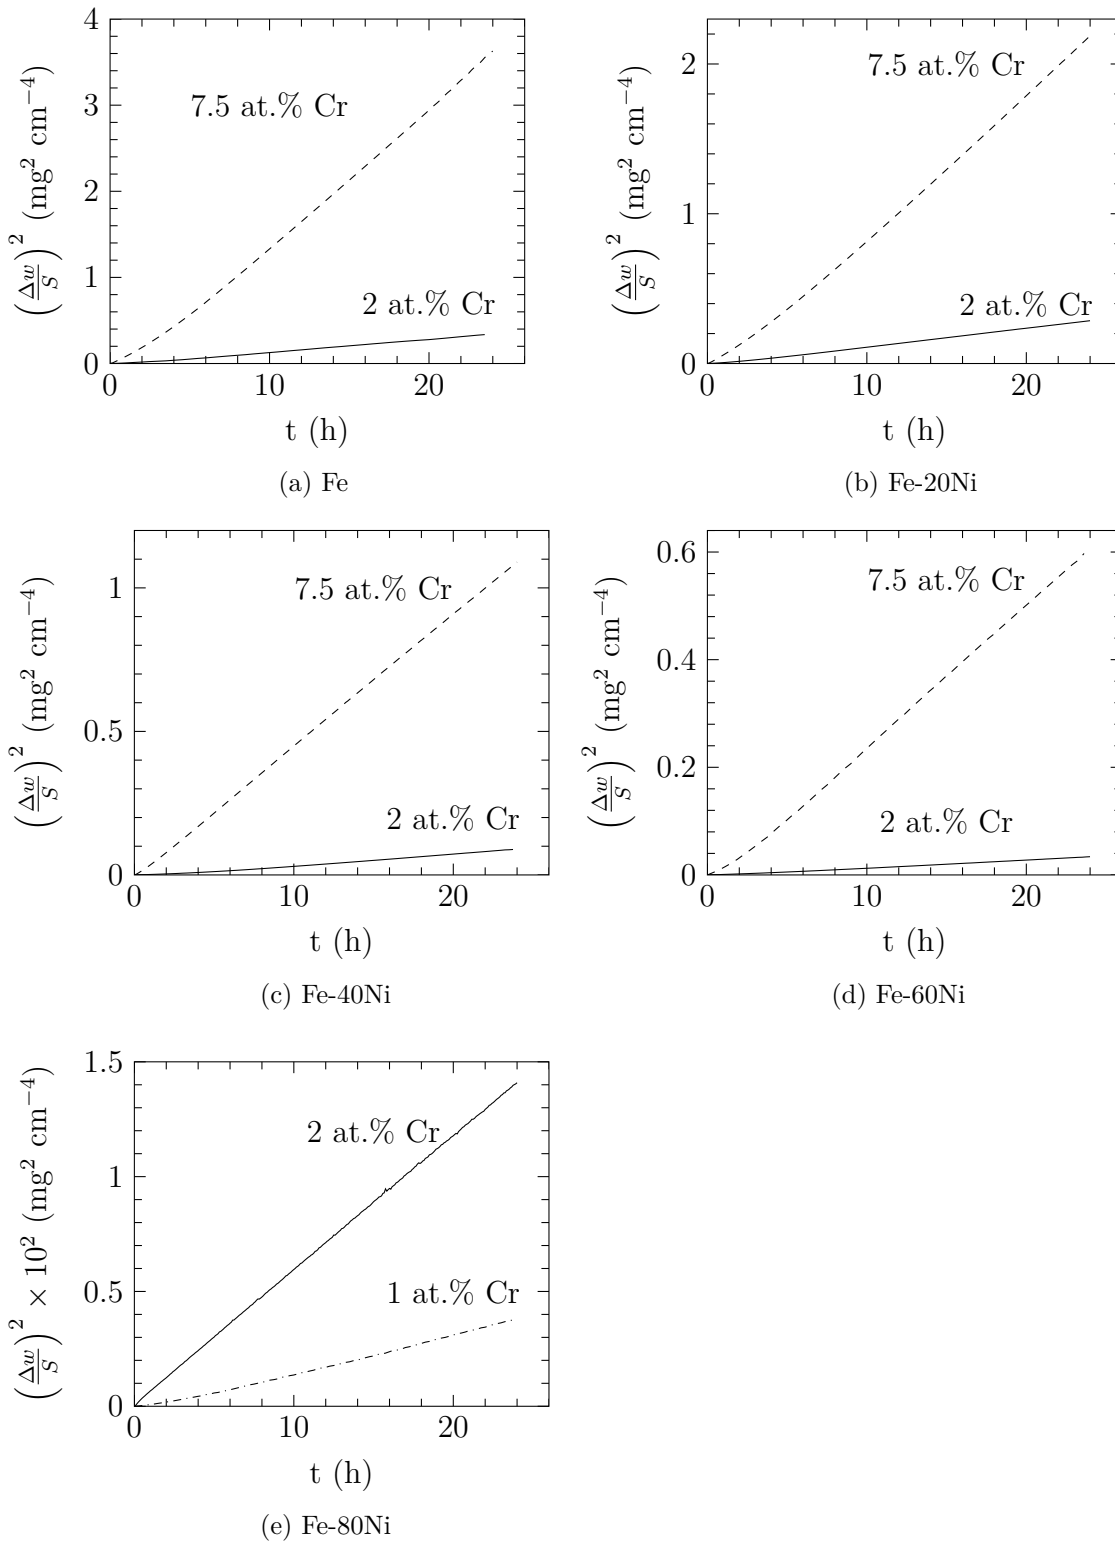 4
3
2
1
0
0
10
20
7.5 at.% Cr
2 at.% Cr
(Δw/S)² (mg² cm⁻⁴)
t (h)
(a) Fe
2
1
0
0
10
20
7.5 at.% Cr
2 at.% Cr
(Δw/S)² (mg² cm⁻⁴)
t (h)
(b) Fe-20Ni
1
0.5
0
0
10
20
7.5 at.% Cr
2 at.% Cr
(Δw/S)² (mg² cm⁻⁴)
t (h)
(c) Fe-40Ni
0.6
0.4
0.2
0
0
10
20
7.5 at.% Cr
2 at.% Cr
(Δw/S)² (mg² cm⁻⁴)
t (h)
(d) Fe-60Ni
1.5
1
0.5
0
0
10
20
2 at.% Cr
1 at.% Cr
(Δw/S)² × 10² (mg² cm⁻⁴)
t (h)
(e) Fe-80Ni